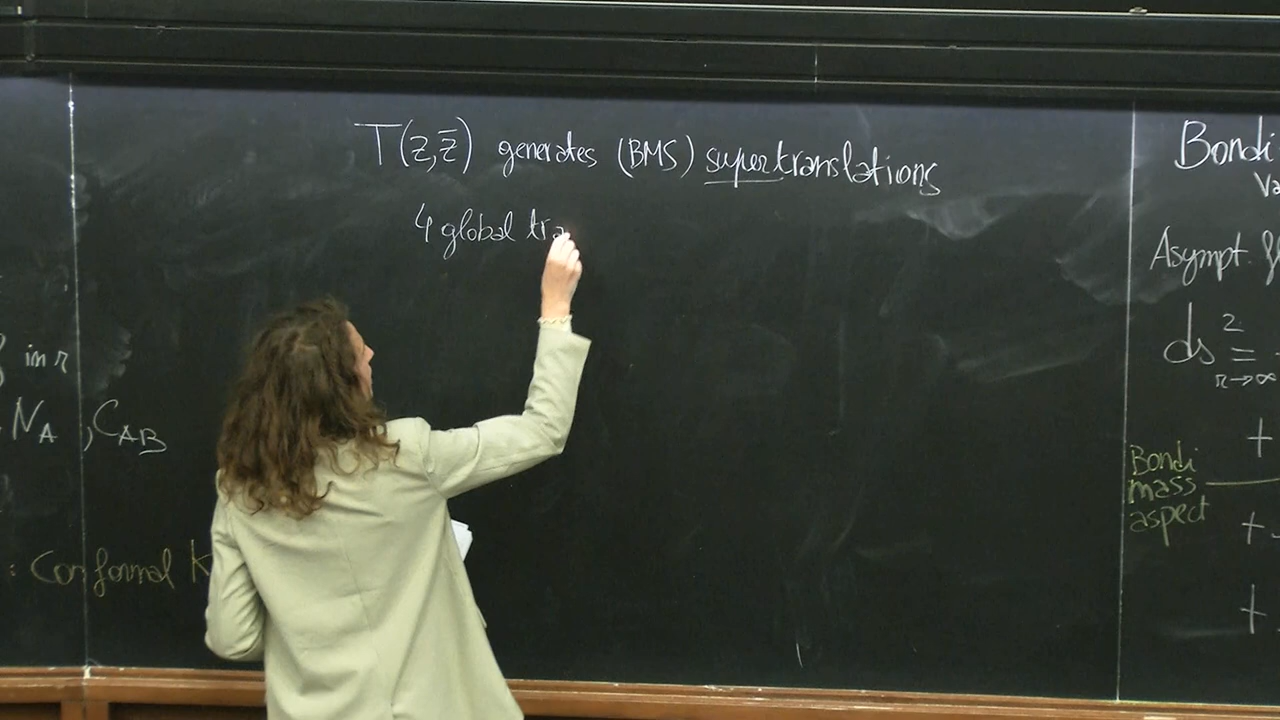 T(z,z̄) generates (BMS) supertranslations
4 global tra
in r
N_A , C_AB
: Conformal K
Bondi
Asympt.
ds² =
r→∞
+
Bondi
mass
aspect
+
+